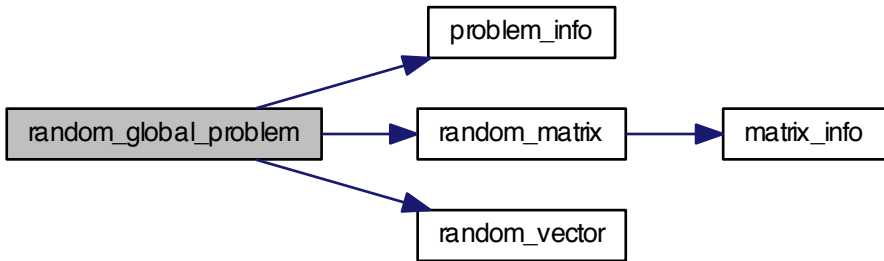 problem_info
random_global_problem
random_matrix
matrix_info
random_vector